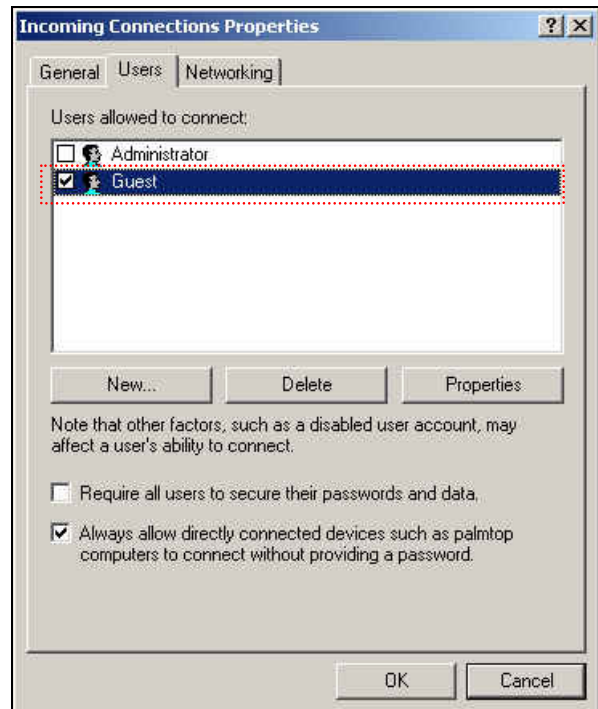 Incoming Connections Properties
General Users Networking
Users allowed to connect:
Administrator
Guest
New... Delete Properties
Note that other factors, such as a disabled user account, may
affect a user's ability to connect.
Require all users to secure their passwords and data.
Always allow directly connected devices such as palmtop
computers to connect without providing a password.
OK Cancel